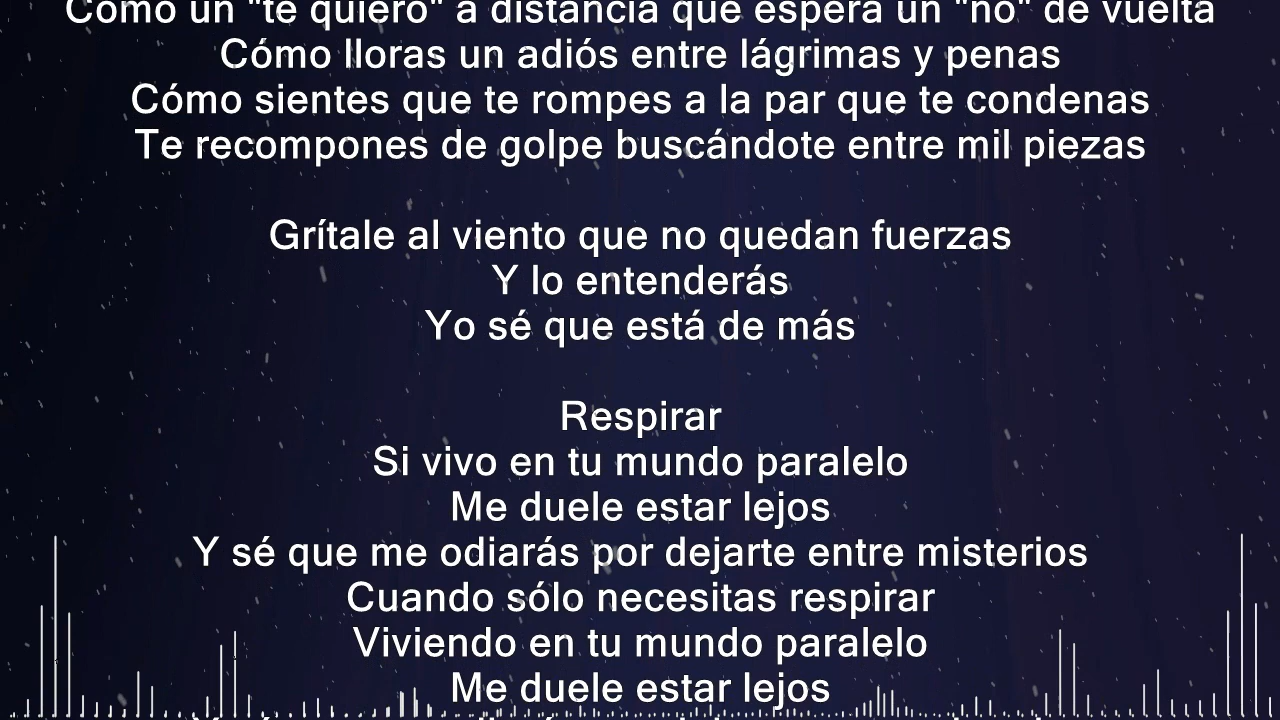 Cómo un "te quiero" a distancia que espera un "no" de vuelta
Cómo lloras un adiós entre lágrimas y penas
Cómo sientes que te rompes a la par que te condenas
Te recompones de golpe buscándote entre mil piezas
Grítale al viento que no quedan fuerzas
Y lo entenderás
Yo sé que está de más
Respirar
Si vivo en tu mundo paralelo
Me duele estar lejos
Y sé que me odiarás por dejarte entre misterios
Cuando sólo necesitas respirar
Viviendo en tu mundo paralelo
Me duele estar lejos